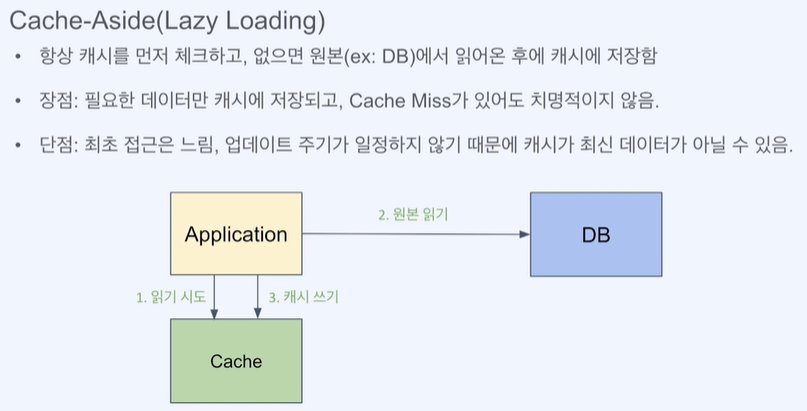 Cache-Aside(Lazy Loading)
• 항상 캐시를 먼저 체크하고, 없으면 원본(ex: DB)에서 읽어온 후에 캐시에 저장함
• 장점: 필요한 데이터만 캐시에 저장되고, Cache Miss가 있어도 치명적이지 않음.
• 단점: 최초 접근은 느림, 업데이트 주기가 일정하지 않기 때문에 캐시가 최신 데이터가 아닐 수 있음.
2. 원본 읽기
Application
DB
1. 읽기 시도
3. 캐시 쓰기
Cache